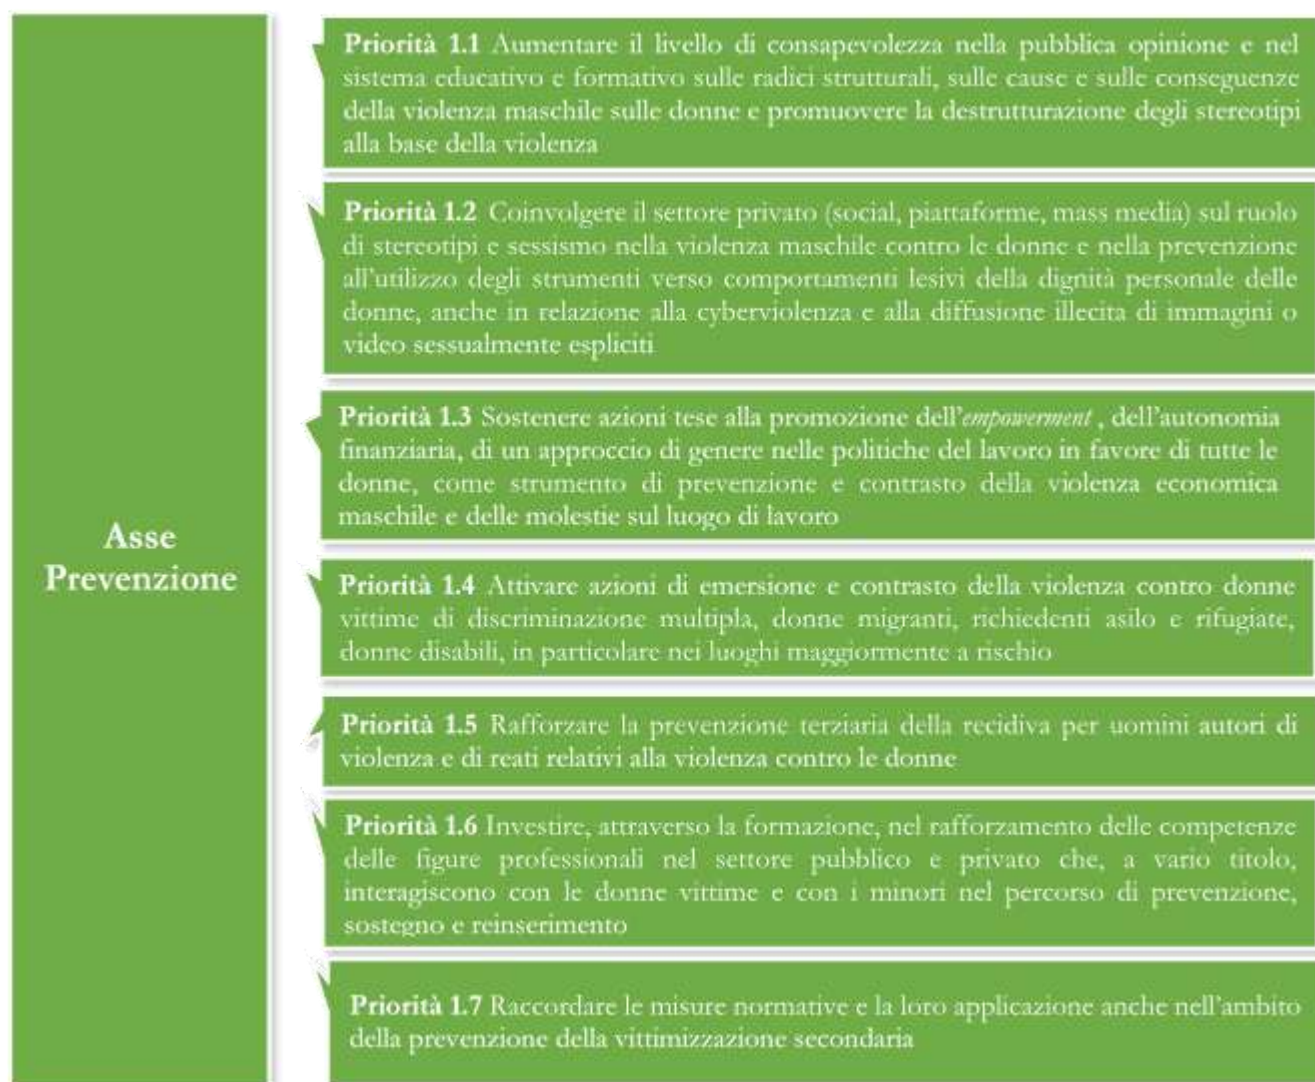 Asse
Prevenzione
Priorità 1.1 Aumentare il livello di consapevolezza nella pubblica opinione e nel
sistema educativo e formativo sulle radici strutturali, sulle cause e sulle conseguenze
della violenza maschile sulle donne e promuovere la destrutturazione degli stereotipi
alla base della violenza
Priorità 1.2 Coinvolgere il settore privato (social, piattaforme, mass media) sul ruolo
di stereotipi e sessismo nella violenza maschile contro le donne e nella prevenzione
all'utilizzo degli strumenti verso comportamenti lesivi della dignità personale delle
donne, anche in relazione alla cyberviolenza e alla diffusione illecita di immagini o
video sessualmente espliciti
Priorità 1.3 Sostenere azioni tese alla promozione dell'empowerment , dell'autonomia
finanziaria, di un approccio di genere nelle politiche del lavoro in favore di tutte le
donne, come strumento di prevenzione e contrasto della violenza economica
maschile e delle molestie sul luogo di lavoro
Priorità 1.4 Attivare azioni di emersione e contrasto della violenza contro donne
vittime di discriminazione multipla, donne migranti, richiedenti asilo e rifugiate,
donne disabili, in particolare nei luoghi maggiormente a rischio
Priorità 1.5 Rafforzare la prevenzione terziaria della recidiva per uomini autori di
violenza e di reati relativi alla violenza contro le donne
Priorità 1.6 Investire, attraverso la formazione, nel rafforzamento delle competenze
delle figure professionali nel settore pubblico e privato che, a vario titolo,
interagiscono con le donne vittime e con i minori nel percorso di prevenzione,
sostegno e reinserimento
Priorità 1.7 Raccordare le misure normative e la loro applicazione anche nell'ambito
della prevenzione della vittimizzazione secondaria